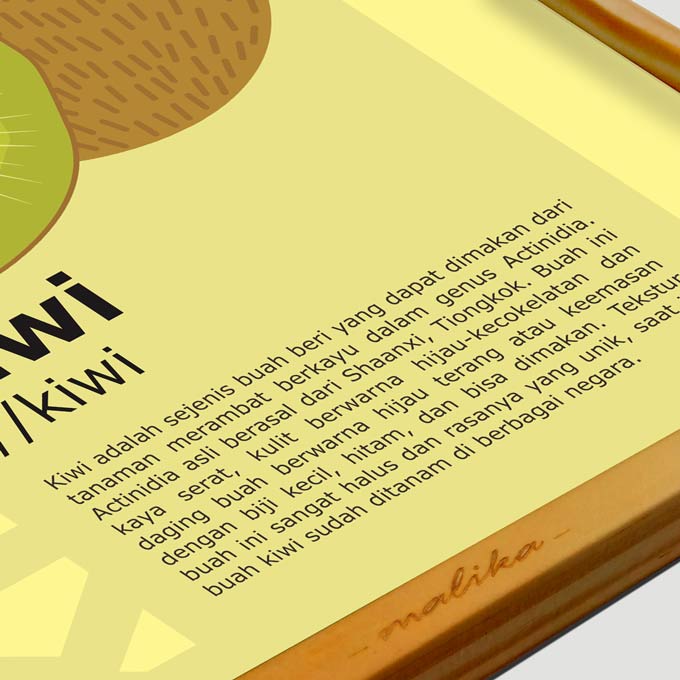 kiwi
//kiwi
Kiwi adalah sejenis buah beri yang dapat dimakan dari
tanaman merambat berkayu dalam genus Actinidia.
Actinidia asli berasal dari Shaanxi, Tiongkok. Buah ini
kaya serat, kulit berwarna hijau-kecokelatan dan
daging buah berwarna hijau terang atau keemasan
dengan biji kecil, hitam, dan bisa dimakan. Tekstur
buah ini sangat halus dan rasanya yang unik, saat
buah kiwi sudah ditanam di berbagai negara.
- malika -